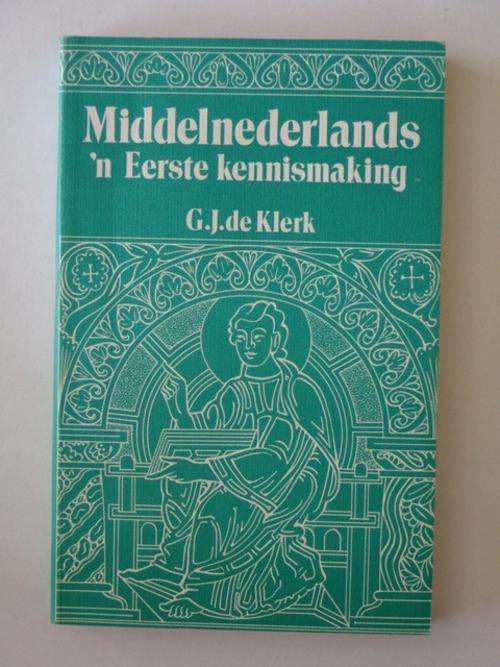 Middelnederlands
'n Eerste kennismaking
G.J.de Klerk